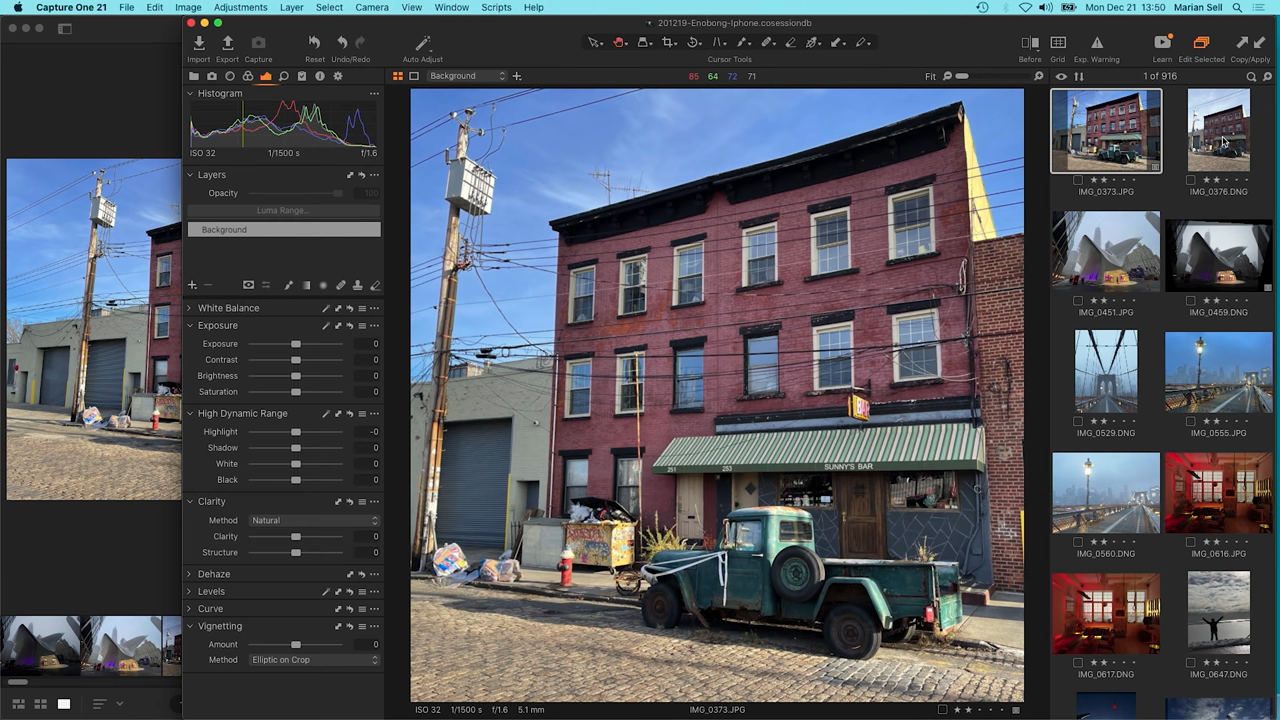 Capture One 21 File Edit Image Adjustments Layer Select Camera View Window Scripts Help Mon Dec 21 13:50 Marian Sell
201219-Enobong-Iphone.cosessiondb
Import Export Capture Reset Undo/Redo Auto Adjust Cursor Tools Before Grid Exp. Warning Learn Edit Selected Copy/Apply
Background 85 64 72 71 Fit 1 of 916
Histogram
ISO 32 1/1500 s f/1.6
Layers
Opacity 100
Luma Range...
Background
White Balance
Exposure
Exposure 0
Contrast 0
Brightness 0
Saturation 0
High Dynamic Range
Highlight -0
Shadow 0
White 0
Black 0
Clarity
Method Natural
Clarity 0
Structure 0
Dehaze
Levels
Curve
Vignetting
Amount 0
Method Elliptic on Crop
BAR
251 253 SUNNY'S BAR
ISO 32 1/1500 s f/1.6 5.1 mm IMG_0373.JPG
IMG_0373.JPG IMG_0376.DNG
IMG_0451.JPG IMG_0459.DNG
IMG_0529.DNG IMG_0555.JPG
IMG_0560.DNG IMG_0616.JPG
IMG_0617.JPG IMG_0647.DNG